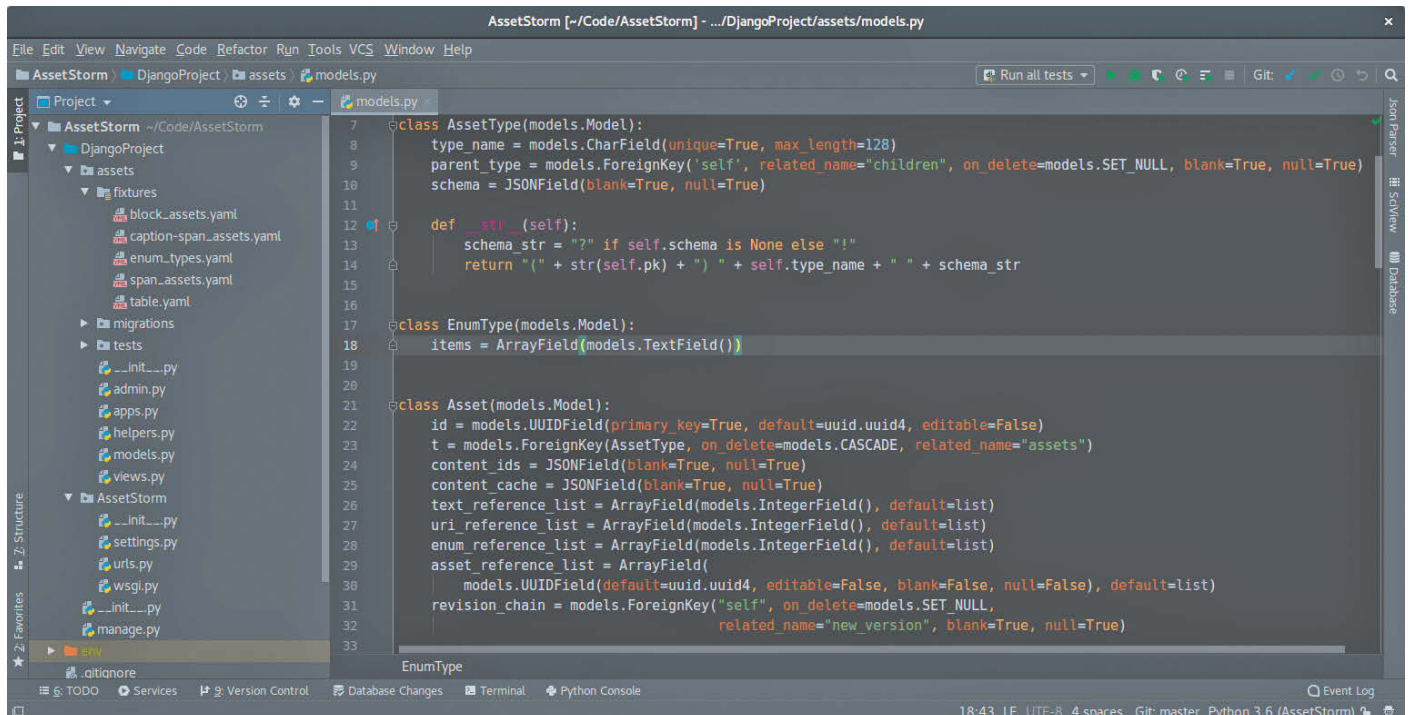 AssetStorm [~/Code/AssetStorm] - .../DjangoProject/assets/models.py
File Edit View Navigate Code Refactor Run Tools VCS Window Help
AssetStorm DjangoProject assets models.py
Run all tests
Git:
1: Project
Project
models.py
Json Parser
SciView
Database
AssetStorm ~/Code/AssetStorm
DjangoProject
assets
fixtures
block_assets.yaml
caption-span_assets.yaml
enum_types.yaml
span_assets.yaml
table.yaml
migrations
tests
__init__.py
admin.py
apps.py
helpers.py
models.py
views.py
AssetStorm
__init__.py
settings.py
urls.py
wsgi.py
__init__.py
manage.py
env
.gitignore
7: Structure
2: Favorites
7 class AssetType(models.Model):
8 type_name = models.CharField(unique=True, max_length=128)
9 parent_type = models.ForeignKey('self', related_name="children", on_delete=models.SET_NULL, blank=True, null=True)
10 schema = JSONField(blank=True, null=True)
11
12 def __str__(self):
13 schema_str = "?" if self.schema is None else "!"
14 return "(" + str(self.pk) + ") " + self.type_name + " " + schema_str
15
16
17 class EnumType(models.Model):
18 items = ArrayField(models.TextField())
19
20
21 class Asset(models.Model):
22 id = models.UUIDField(primary_key=True, default=uuid.uuid4, editable=False)
23 t = models.ForeignKey(AssetType, on_delete=models.CASCADE, related_name="assets")
24 content_ids = JSONField(blank=True, null=True)
25 content_cache = JSONField(blank=True, null=True)
26 text_reference_list = ArrayField(models.IntegerField(), default=list)
27 uri_reference_list = ArrayField(models.IntegerField(), default=list)
28 enum_reference_list = ArrayField(models.IntegerField(), default=list)
29 asset_reference_list = ArrayField(
30 models.UUIDField(default=uuid.uuid4, editable=False, blank=False, null=False), default=list)
31 revision_chain = models.ForeignKey("self", on_delete=models.SET_NULL,
32 related_name="new_version", blank=True, null=True)
33
EnumType
6: TODO Services 9: Version Control Database Changes Terminal Python Console Event Log
18:43 LF UTF-8 4 spaces Git: master Python 3.6 (AssetStorm)